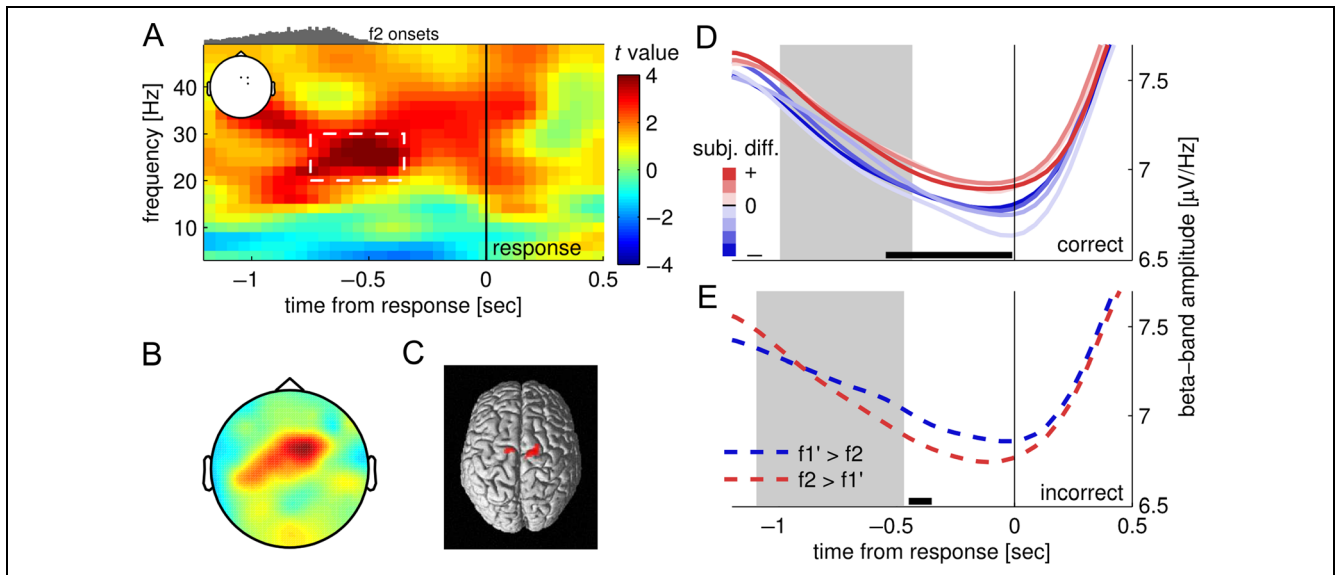 A
f2 onsets
t value
40
30
20
10
frequency [Hz]
4
2
0
−2
−4
response
−1
−0.5
0
0.5
time from response [sec]
B
C
D
7.5
7
6.5
subj. diff.
+
0
−
correct
E
7.5
7
6.5
beta−band amplitude [μV/Hz]
f1' > f2
f2 > f1'
incorrect
−1
−0.5
0
0.5
time from response [sec]